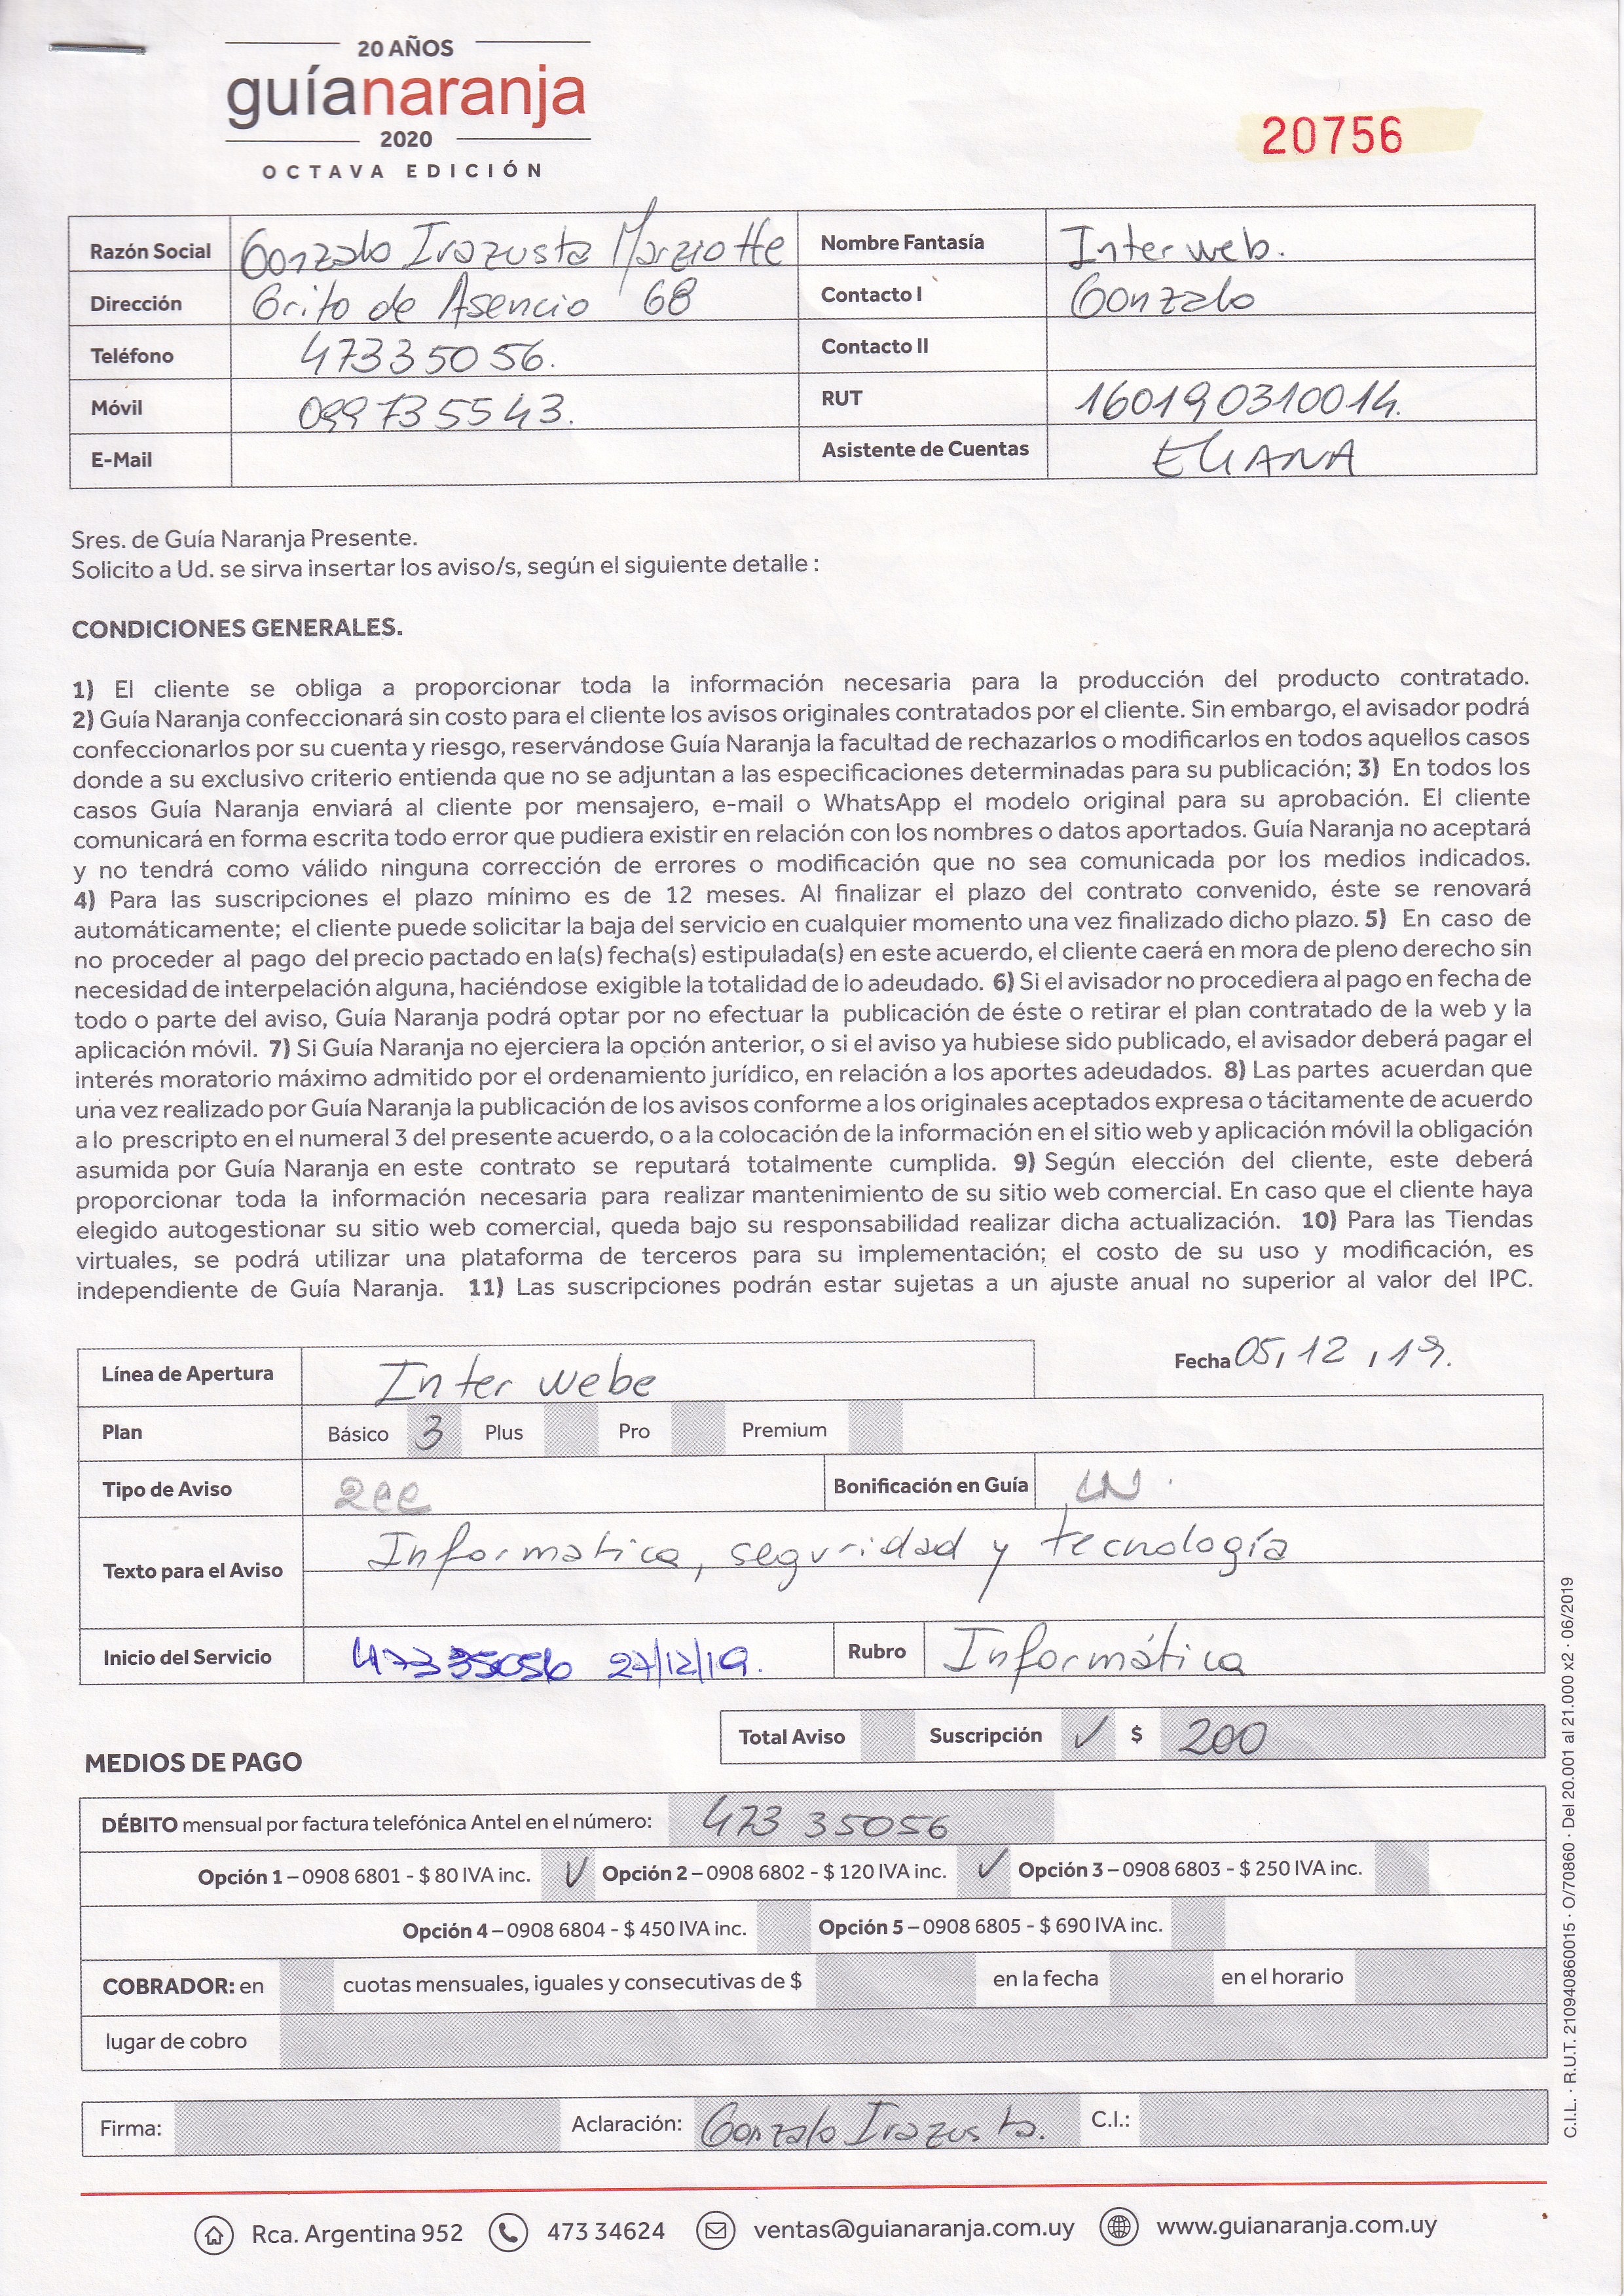 20 AÑOS
guíanaranja
2020
OCTAVA EDICIÓN
20756
Razón Social Gonzalo Irazusta Marziotte Nombre Fantasía Inter web.
Dirección Grito de Asencio 68 Contacto I Gonzalo
Teléfono 47335056. Contacto II
Móvil 099735543. RUT 160190310014.
E-Mail Asistente de Cuentas ELIANA
Sres. de Guía Naranja Presente.
Solicito a Ud. se sirva insertar los aviso/s, según el siguiente detalle :
CONDICIONES GENERALES.
1) El cliente se obliga a proporcionar toda la información necesaria para la producción del producto contratado.
2) Guía Naranja confeccionará sin costo para el cliente los avisos originales contratados por el cliente. Sin embargo, el avisador podrá
confeccionarlos por su cuenta y riesgo, reservándose Guía Naranja la facultad de rechazarlos o modificarlos en todos aquellos casos
donde a su exclusivo criterio entienda que no se adjuntan a las especificaciones determinadas para su publicación; 3) En todos los
casos Guía Naranja enviará al cliente por mensajero, e-mail o WhatsApp el modelo original para su aprobación. El cliente
comunicará en forma escrita todo error que pudiera existir en relación con los nombres o datos aportados. Guía Naranja no aceptará
y no tendrá como válido ninguna corrección de errores o modificación que no sea comunicada por los medios indicados.
4) Para las suscripciones el plazo mínimo es de 12 meses. Al finalizar el plazo del contrato convenido, éste se renovará
automáticamente; el cliente puede solicitar la baja del servicio en cualquier momento una vez finalizado dicho plazo. 5) En caso de
no proceder al pago del precio pactado en la(s) fecha(s) estipulada(s) en este acuerdo, el cliente caerá en mora de pleno derecho sin
necesidad de interpelación alguna, haciéndose exigible la totalidad de lo adeudado. 6) Si el avisador no procediera al pago en fecha de
todo o parte del aviso, Guía Naranja podrá optar por no efectuar la publicación de éste o retirar el plan contratado de la web y la
aplicación móvil. 7) Si Guía Naranja no ejerciera la opción anterior, o si el aviso ya hubiese sido publicado, el avisador deberá pagar el
interés moratorio máximo admitido por el ordenamiento jurídico, en relación a los aportes adeudados. 8) Las partes acuerdan que
una vez realizado por Guía Naranja la publicación de los avisos conforme a los originales aceptados expresa o tácitamente de acuerdo
a lo prescripto en el numeral 3 del presente acuerdo, o a la colocación de la información en el sitio web y aplicación móvil la obligación
asumida por Guía Naranja en este contrato se reputará totalmente cumplida. 9) Según elección del cliente, este deberá
proporcionar toda la información necesaria para realizar mantenimiento de su sitio web comercial. En caso que el cliente haya
elegido autogestionar su sitio web comercial, queda bajo su responsabilidad realizar dicha actualización. 10) Para las Tiendas
virtuales, se podrá utilizar una plataforma de terceros para su implementación; el costo de su uso y modificación, es
independiente de Guía Naranja. 11) Las suscripciones podrán estar sujetas a un ajuste anual no superior al valor del IPC.
Fecha 05, 12, 19.
Línea de Apertura Inter webe
Plan Básico 3 Plus Pro Premium
Tipo de Aviso 2cc Bonificación en Guía LN.
Texto para el Aviso Informatica, seguridad y tecnología
Inicio del Servicio 47335056 27/12/19. Rubro Informática
Total Aviso Suscripción ✓ $ 200
MEDIOS DE PAGO
DÉBITO mensual por factura telefónica Antel en el número: 473 35056
Opción 1 – 0908 6801 - $ 80 IVA inc. ✓ Opción 2 – 0908 6802 - $ 120 IVA inc. ✓ Opción 3 – 0908 6803 - $ 250 IVA inc.
Opción 4 – 0908 6804 - $ 450 IVA inc. Opción 5 – 0908 6805 - $ 690 IVA inc.
COBRADOR: en cuotas mensuales, iguales y consecutivas de $ en la fecha en el horario
lugar de cobro
Firma: Aclaración: Gonzalo Irazusta. C.I.:
C.I.L. · R.U.T. 210940860015 · O/70860 · Del 20.001 al 21.000 x2 · 06/2019
Rca. Argentina 952 473 34624 ventas@guianaranja.com.uy www.guianaranja.com.uy